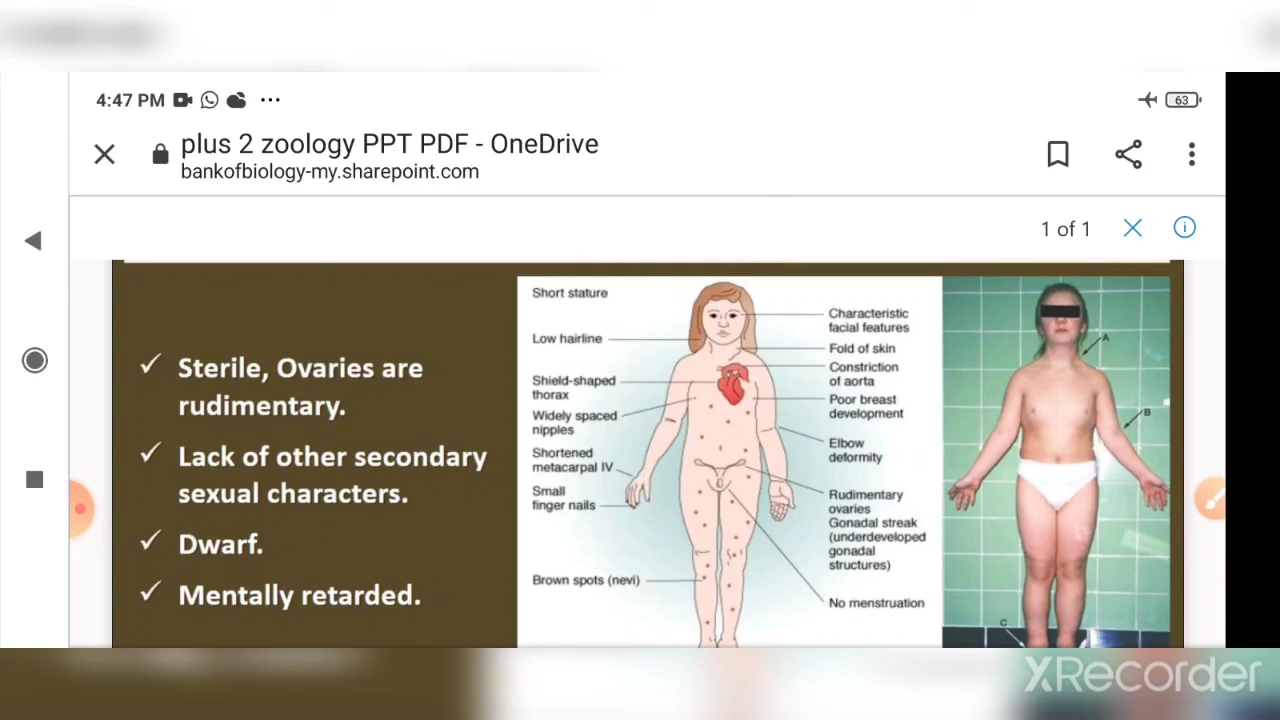 4:47 PM
63
plus 2 zoology PPT PDF - OneDrive
bankofbiology-my.sharepoint.com
1 of 1
✓ Sterile, Ovaries are
rudimentary.
✓ Lack of other secondary
sexual characters.
✓ Dwarf.
✓ Mentally retarded.
Short stature
Low hairline
Shield-shaped
thorax
Widely spaced
nipples
Shortened
metacarpal IV
Small
finger nails
Brown spots (nevi)
Characteristic
facial features
Fold of skin
Constriction
of aorta
Poor breast
development
Elbow
deformity
Rudimentary
ovaries
Gonadal streak
(underdeveloped
gonadal
structures)
No menstruation
A
B
C
XRecorder